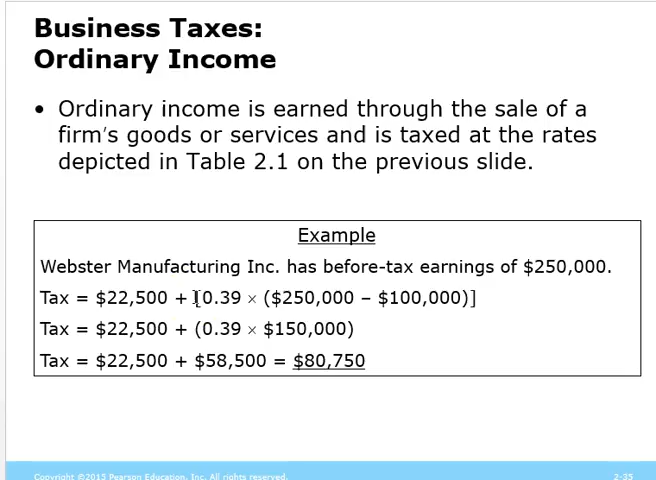 Business Taxes:
Ordinary Income
• Ordinary income is earned through the sale of a
firm's goods or services and is taxed at the rates
depicted in Table 2.1 on the previous slide.
Example
Webster Manufacturing Inc. has before-tax earnings of $250,000.
Tax = $22,500 + [0.39 × ($250,000 – $100,000)]
Tax = $22,500 + (0.39 × $150,000)
Tax = $22,500 + $58,500 = $80,750
Copyright ©2015 Pearson Education, Inc. All rights reserved.
2-35